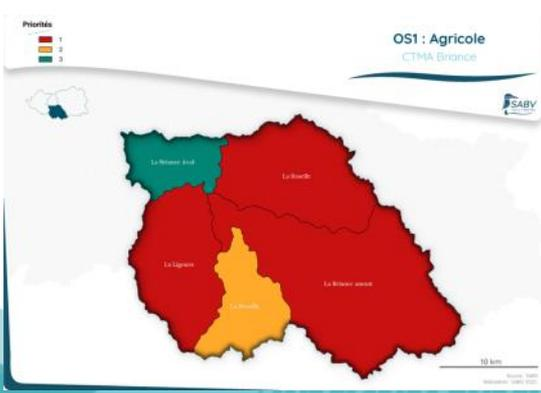 Priorités
1
2
3
OS1 : Agricole
CTMA Briance
SABV
La Briance Aval
La Roselle
La Ligoure
La Briance amont
10 km